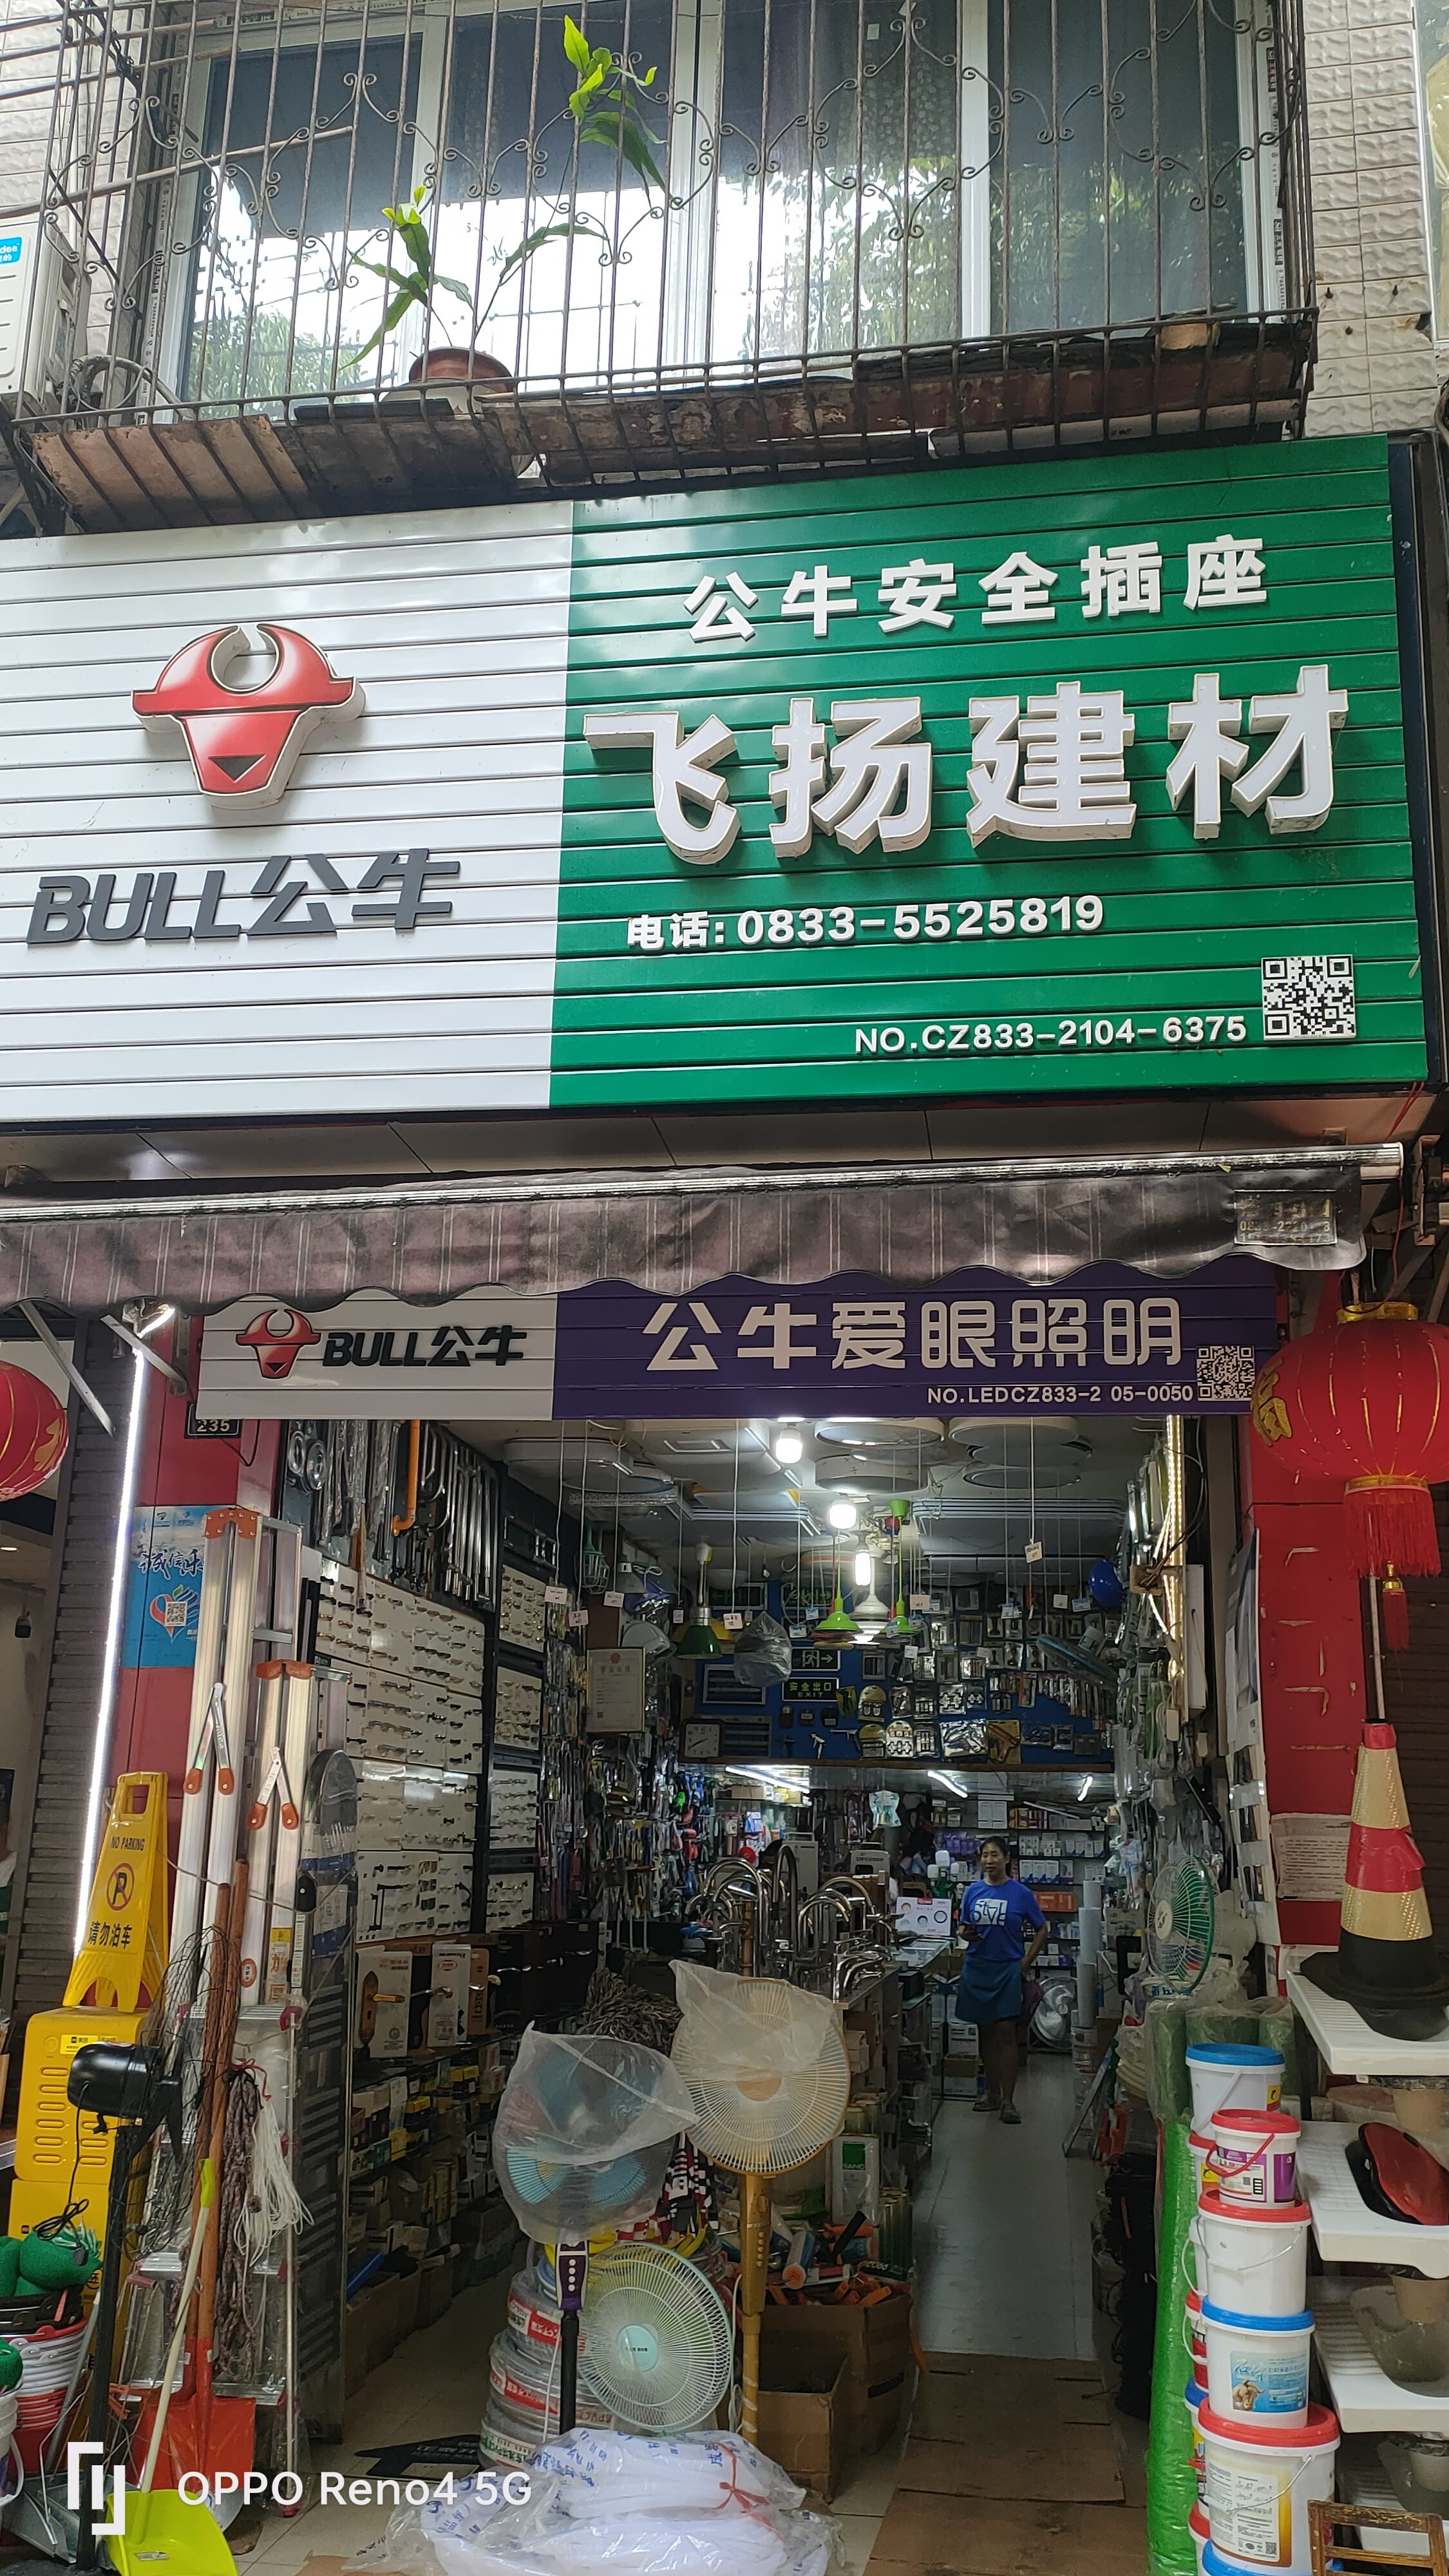 公牛安全插座
飞扬建材
BULL公牛
电话:0833-5525819
NO.CZ833-2104-6375
BULL公牛
公牛爱眼照明
NO.LEDCZ833-2 05-0050
235
安全出口
EXIT
NO PARKING
请勿泊车
OPPO Reno4 5G